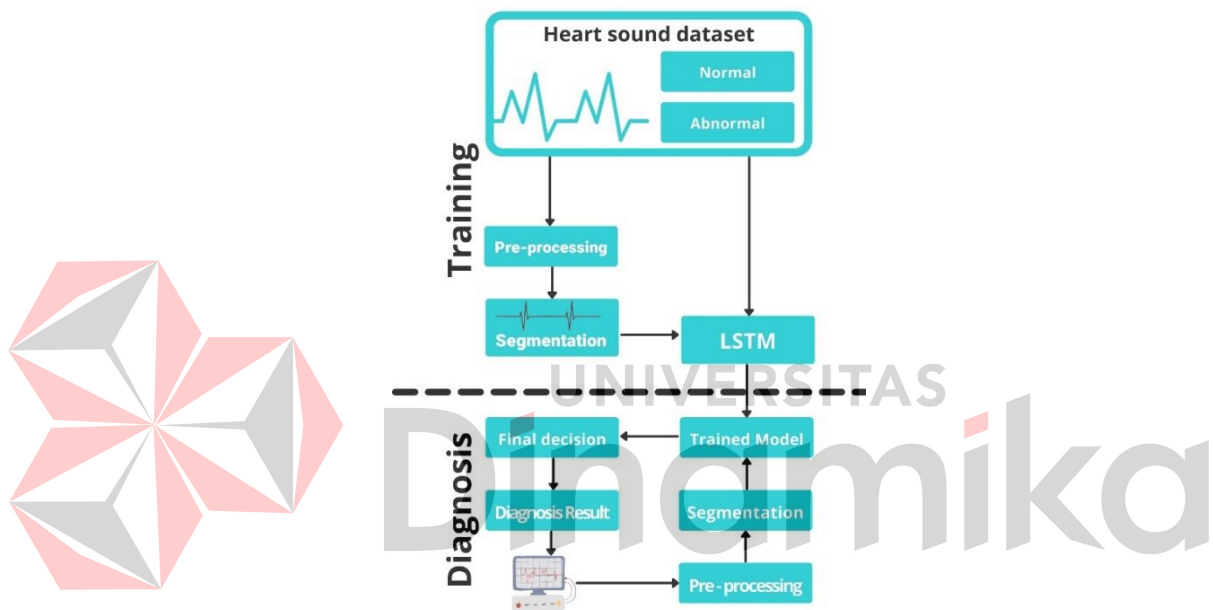 Heart sound dataset
Normal
Abnormal
Training
Pre-processing
Segmentation
LSTM
UNIVERSITAS
Dinamika
Diagnosis
Final decision
Trained Model
Diagnosis Result
Segmentation
Pre - processing